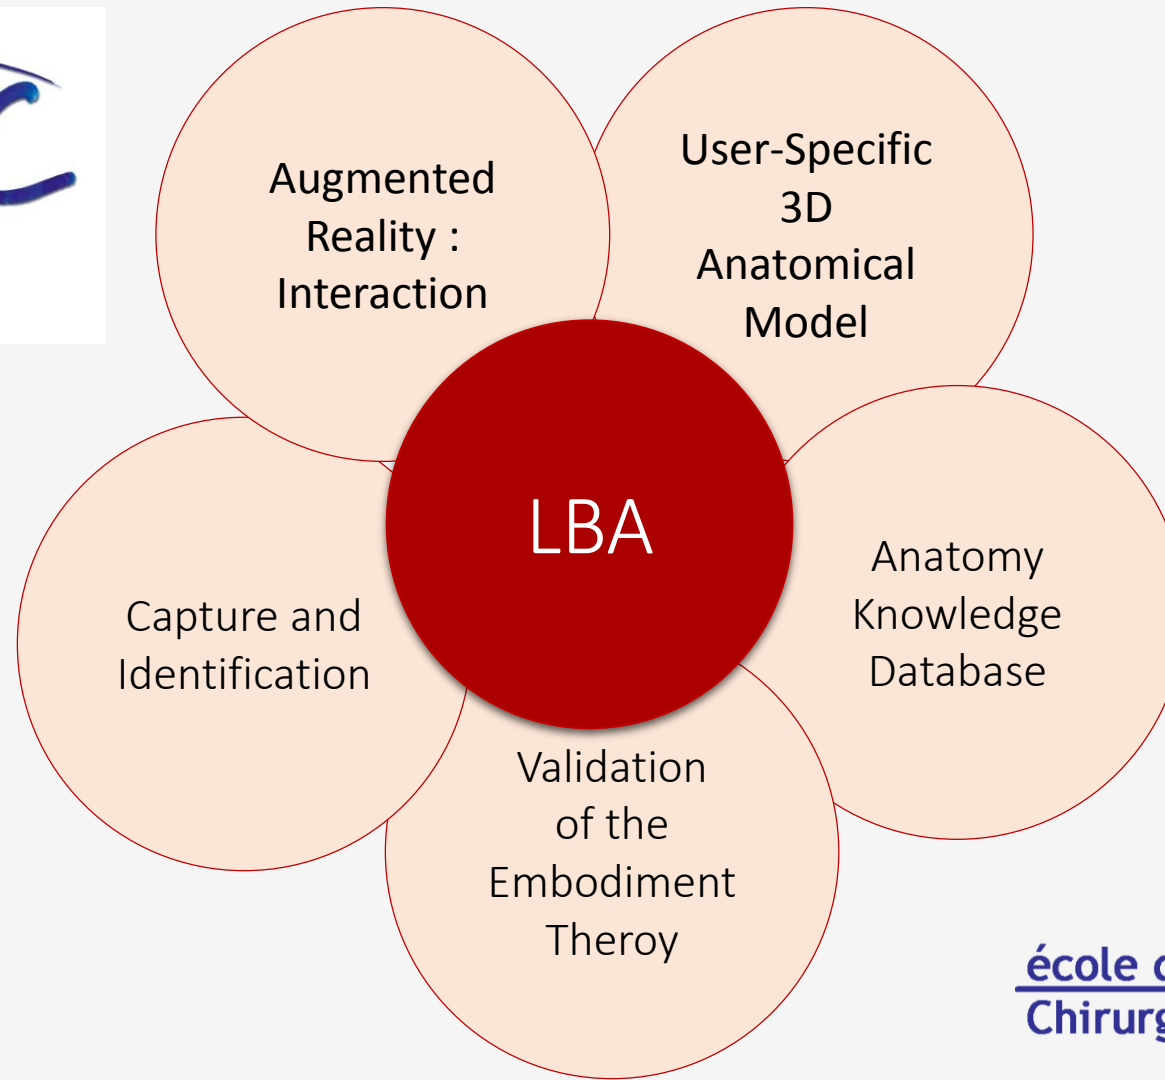 Augmented
Reality :
Interaction
User-Specific
3D
Anatomical
Model
LBA
Capture and
Identification
Anatomy
Knowledge
Database
Validation
of the
Embodiment
Theroy
école